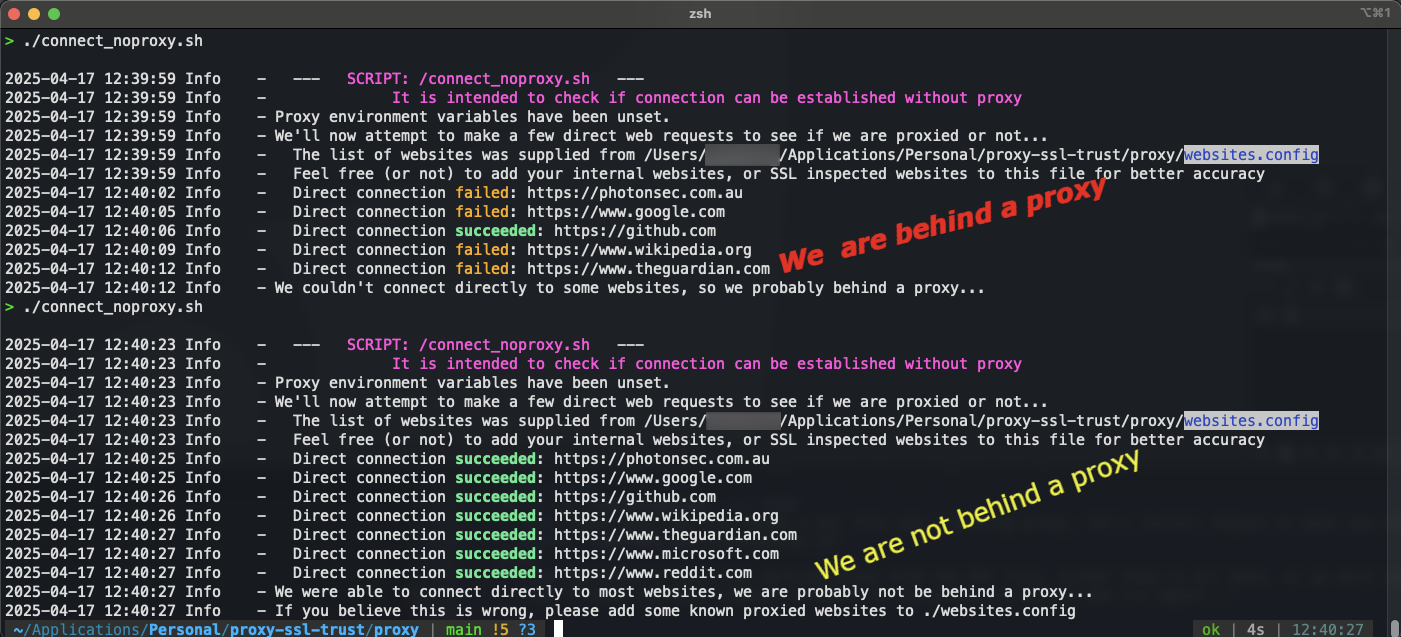 zsh
⌥⌘1
> ./connect_noproxy.sh
2025-04-17 12:39:59 Info    -   ---   SCRIPT: /connect_noproxy.sh   ---
2025-04-17 12:39:59 Info    -              It is intended to check if connection can be established without proxy
2025-04-17 12:39:59 Info    - Proxy environment variables have been unset.
2025-04-17 12:39:59 Info    - We'll now attempt to make a few direct web requests to see if we are proxied or not...
2025-04-17 12:39:59 Info    -   The list of websites was supplied from /Users/        /Applications/Personal/proxy-ssl-trust/proxy/websites.config
2025-04-17 12:39:59 Info    -   Feel free (or not) to add your internal websites, or SSL inspected websites to this file for better accuracy
2025-04-17 12:40:02 Info    -   Direct connection failed: https://photonsec.com.au
2025-04-17 12:40:05 Info    -   Direct connection failed: https://www.google.com
2025-04-17 12:40:06 Info    -   Direct connection succeeded: https://github.com
2025-04-17 12:40:09 Info    -   Direct connection failed: https://www.wikipedia.org
2025-04-17 12:40:12 Info    -   Direct connection failed: https://www.theguardian.com
We are behind a proxy
2025-04-17 12:40:12 Info    - We couldn't connect directly to some websites, so we probably behind a proxy...
> ./connect_noproxy.sh
2025-04-17 12:40:23 Info    -   ---   SCRIPT: /connect_noproxy.sh   ---
2025-04-17 12:40:23 Info    -              It is intended to check if connection can be established without proxy
2025-04-17 12:40:23 Info    - Proxy environment variables have been unset.
2025-04-17 12:40:23 Info    - We'll now attempt to make a few direct web requests to see if we are proxied or not...
2025-04-17 12:40:23 Info    -   The list of websites was supplied from /Users/        /Applications/Personal/proxy-ssl-trust/proxy/websites.config
2025-04-17 12:40:23 Info    -   Feel free (or not) to add your internal websites, or SSL inspected websites to this file for better accuracy
2025-04-17 12:40:25 Info    -   Direct connection succeeded: https://photonsec.com.au
2025-04-17 12:40:25 Info    -   Direct connection succeeded: https://www.google.com
2025-04-17 12:40:26 Info    -   Direct connection succeeded: https://github.com
2025-04-17 12:40:26 Info    -   Direct connection succeeded: https://www.wikipedia.org
2025-04-17 12:40:27 Info    -   Direct connection succeeded: https://www.theguardian.com
2025-04-17 12:40:27 Info    -   Direct connection succeeded: https://www.microsoft.com
2025-04-17 12:40:27 Info    -   Direct connection succeeded: https://www.reddit.com
We are not behind a proxy
2025-04-17 12:40:27 Info    - We were able to connect directly to most websites, we are probably not be behind a proxy...
2025-04-17 12:40:27 Info    - If you believe this is wrong, please add some known proxied websites to ./websites.config
~/Applications/Personal/proxy-ssl-trust/proxy | main !5 ?3
ok | 4s | 12:40:27